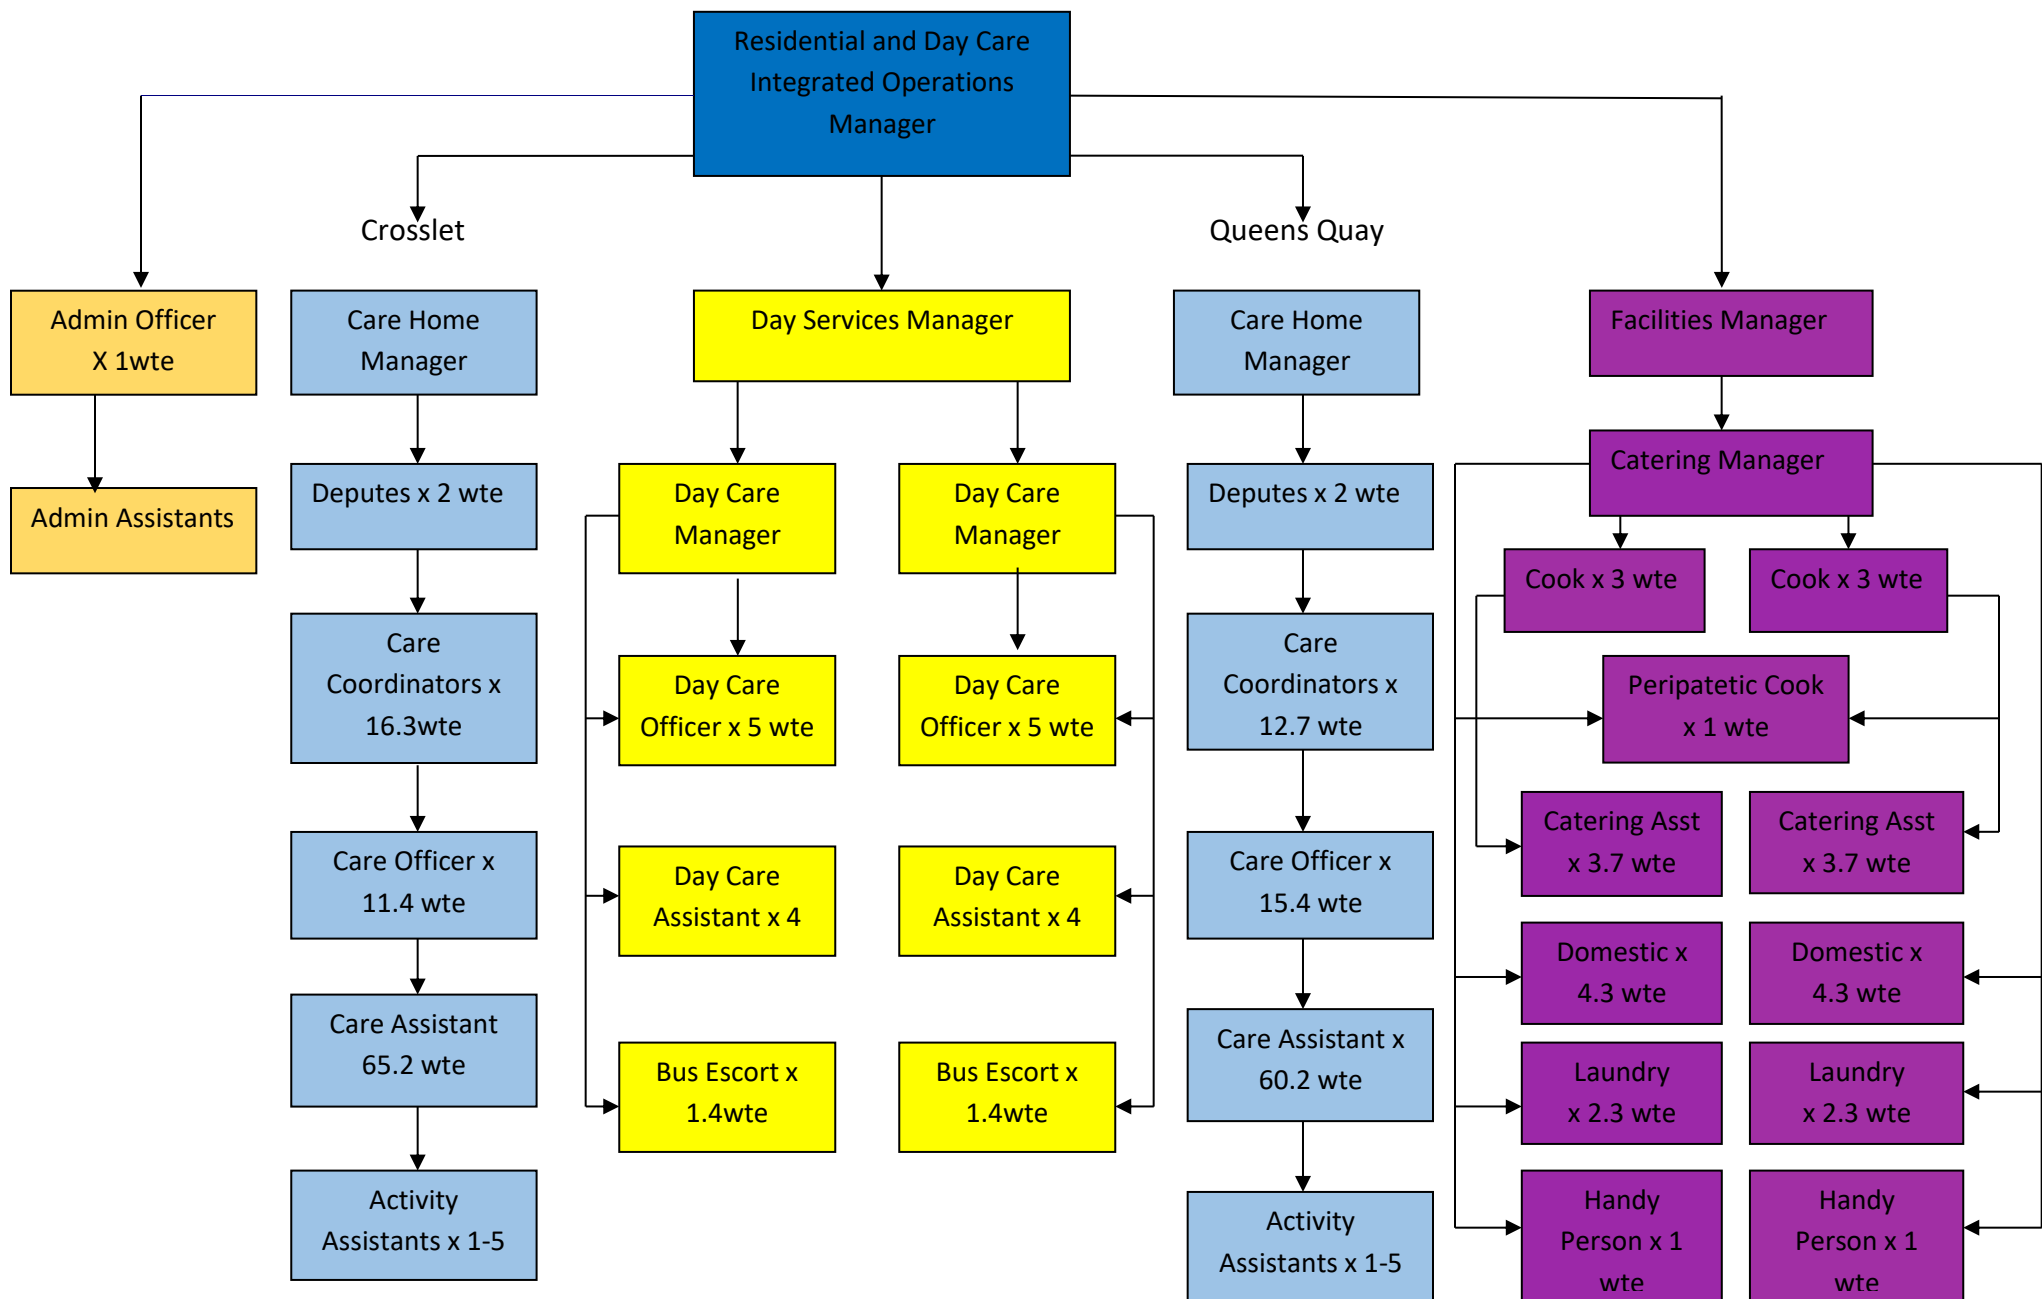 Residential and Day Care
Integrated Operations
Manager
Crosslet
Queens Quay
Admin Officer
X 1wte
Care Home
Manager
Day Services Manager
Care Home
Manager
Facilities Manager
Admin Assistants
Deputes x 2 wte
Day Care
Manager
Day Care
Manager
Deputes x 2 wte
Catering Manager
Cook x 3 wte
Cook x 3 wte
Care
Coordinators x
16.3wte
Day Care
Officer x 5 wte
Day Care
Officer x 5 wte
Care
Coordinators x
12.7 wte
Peripatetic Cook
x 1 wte
Care Officer x
11.4 wte
Day Care
Assistant x 4
Day Care
Assistant x 4
Care Officer x
15.4 wte
Catering Asst
x 3.7 wte
Catering Asst
x 3.7 wte
Domestic x
4.3 wte
Domestic x
4.3 wte
Care Assistant
65.2 wte
Bus Escort x
1.4wte
Bus Escort x
1.4wte
Care Assistant x
60.2 wte
Laundry
x 2.3 wte
Laundry
x 2.3 wte
Activity
Assistants x 1-5
Activity
Assistants x 1-5
Handy
Person x 1
wte
Handy
Person x 1
wte